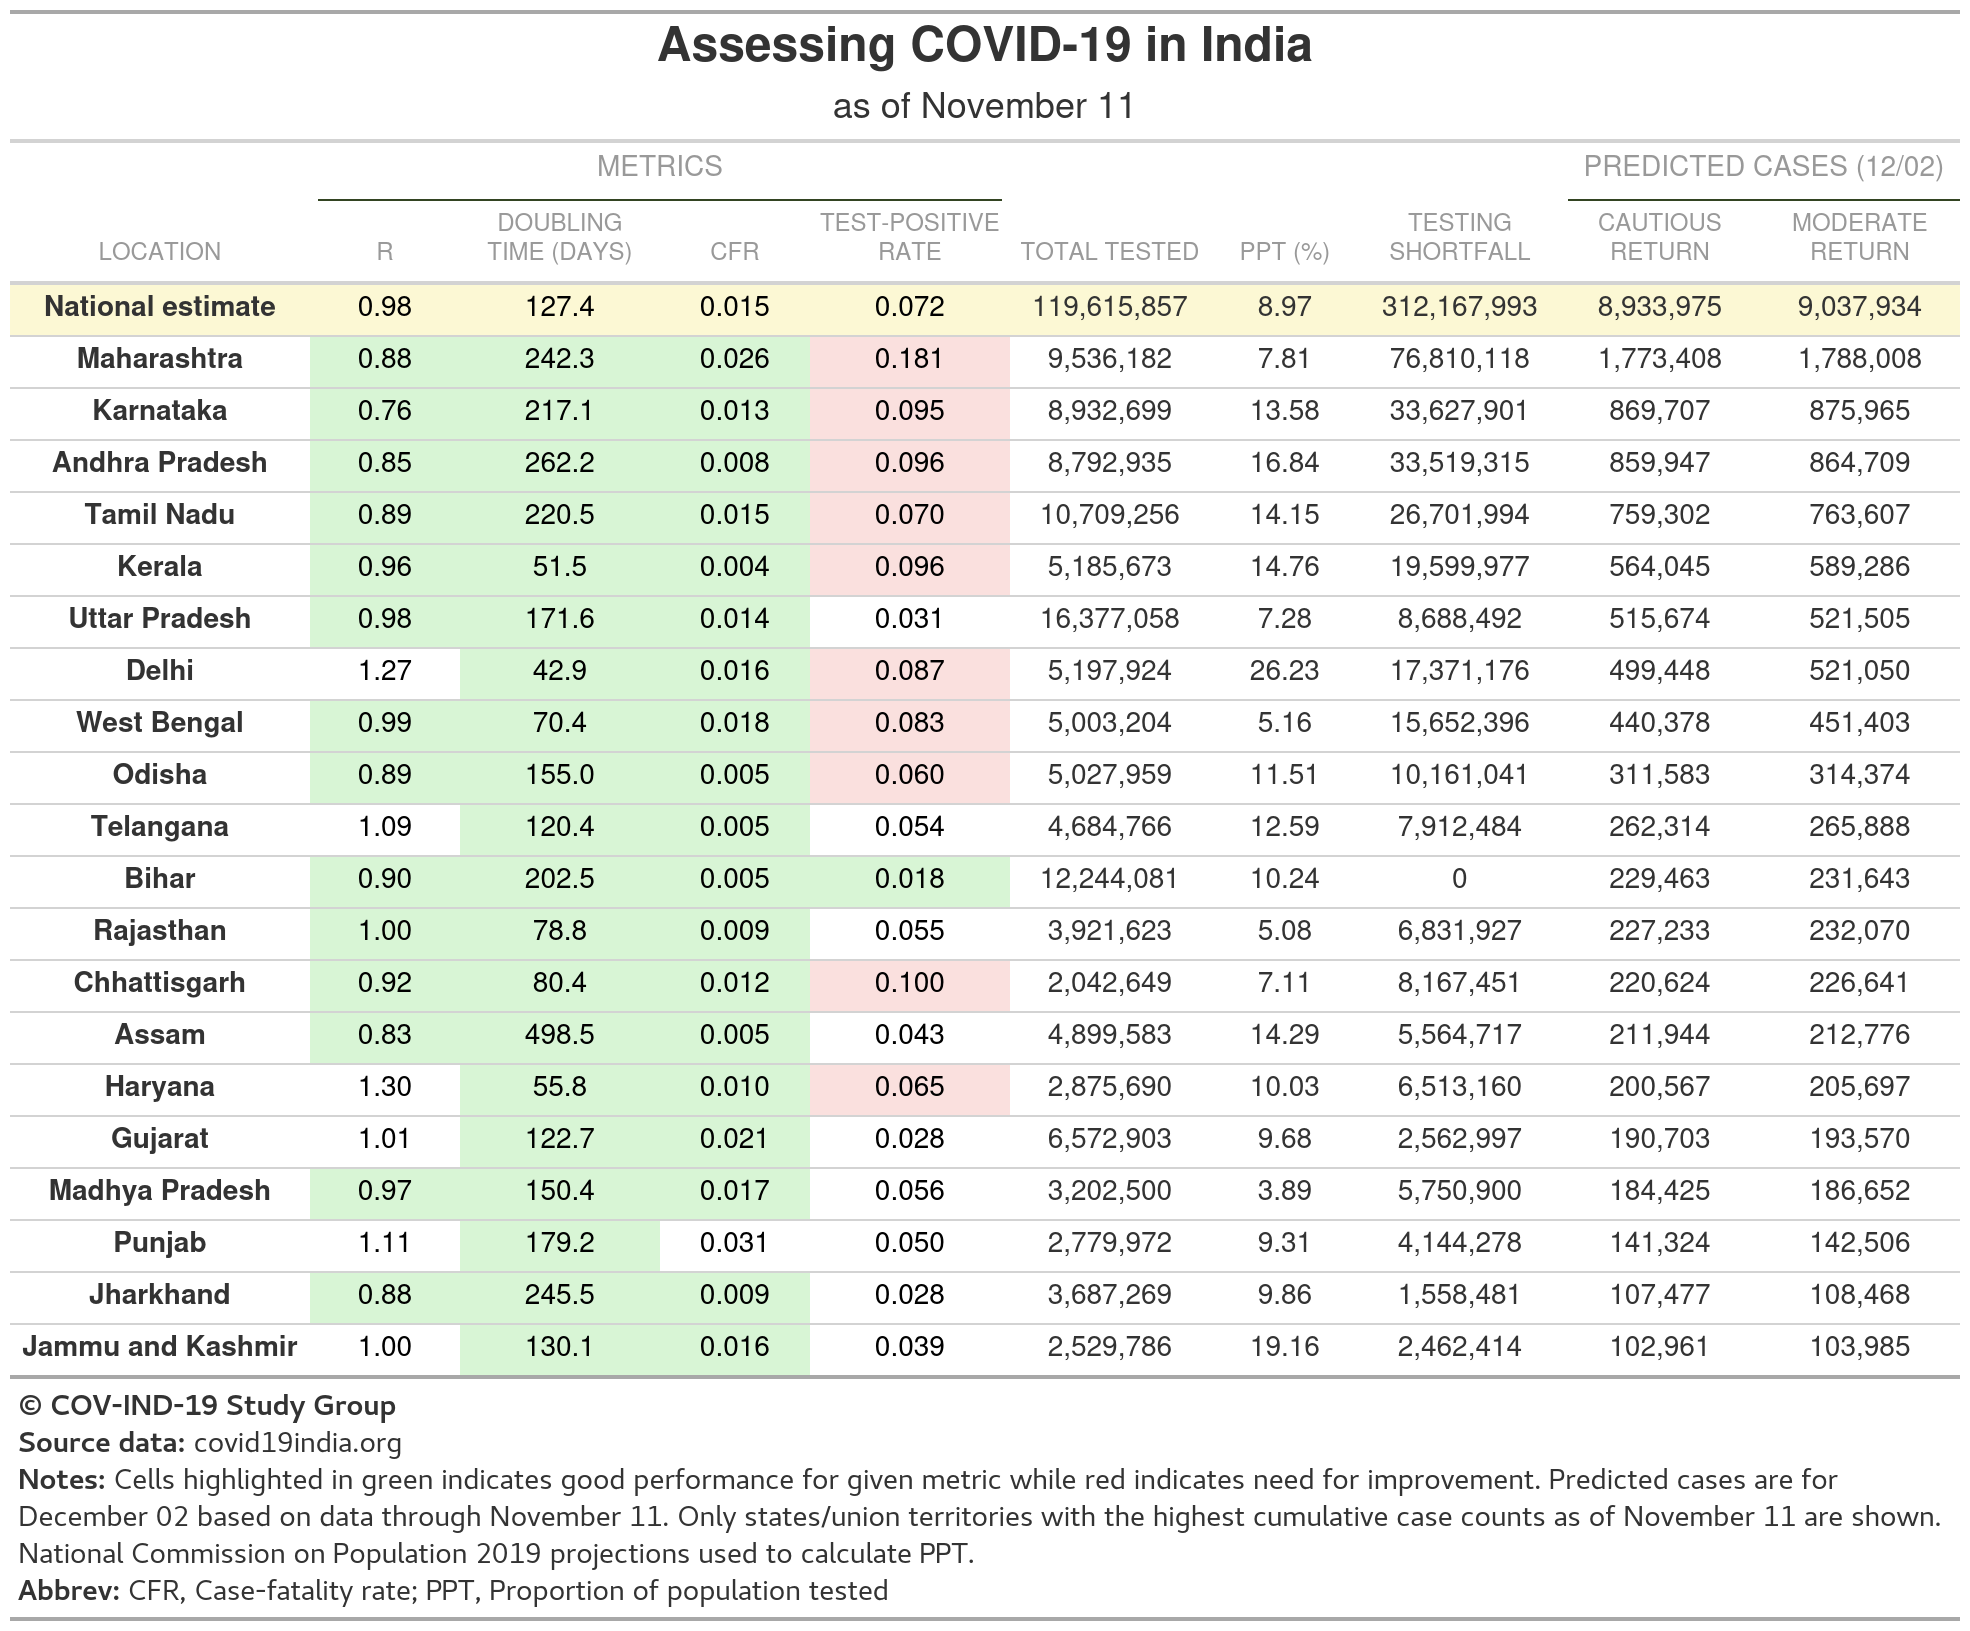 Assessing COVID-19 in India
as of November 11
METRICS PREDICTED CASES (12/02)
LOCATION R DOUBLING TIME (DAYS) CFR TEST-POSITIVE RATE TOTAL TESTED PPT (%) TESTING SHORTFALL CAUTIOUS RETURN MODERATE RETURN
National estimate 0.98 127.4 0.015 0.072 119,615,857 8.97 312,167,993 8,933,975 9,037,934
Maharashtra 0.88 242.3 0.026 0.181 9,536,182 7.81 76,810,118 1,773,408 1,788,008
Karnataka 0.76 217.1 0.013 0.095 8,932,699 13.58 33,627,901 869,707 875,965
Andhra Pradesh 0.85 262.2 0.008 0.096 8,792,935 16.84 33,519,315 859,947 864,709
Tamil Nadu 0.89 220.5 0.015 0.070 10,709,256 14.15 26,701,994 759,302 763,607
Kerala 0.96 51.5 0.004 0.096 5,185,673 14.76 19,599,977 564,045 589,286
Uttar Pradesh 0.98 171.6 0.014 0.031 16,377,058 7.28 8,688,492 515,674 521,505
Delhi 1.27 42.9 0.016 0.087 5,197,924 26.23 17,371,176 499,448 521,050
West Bengal 0.99 70.4 0.018 0.083 5,003,204 5.16 15,652,396 440,378 451,403
Odisha 0.89 155.0 0.005 0.060 5,027,959 11.51 10,161,041 311,583 314,374
Telangana 1.09 120.4 0.005 0.054 4,684,766 12.59 7,912,484 262,314 265,888
Bihar 0.90 202.5 0.005 0.018 12,244,081 10.24 0 229,463 231,643
Rajasthan 1.00 78.8 0.009 0.055 3,921,623 5.08 6,831,927 227,233 232,070
Chhattisgarh 0.92 80.4 0.012 0.100 2,042,649 7.11 8,167,451 220,624 226,641
Assam 0.83 498.5 0.005 0.043 4,899,583 14.29 5,564,717 211,944 212,776
Haryana 1.30 55.8 0.010 0.065 2,875,690 10.03 6,513,160 200,567 205,697
Gujarat 1.01 122.7 0.021 0.028 6,572,903 9.68 2,562,997 190,703 193,570
Madhya Pradesh 0.97 150.4 0.017 0.056 3,202,500 3.89 5,750,900 184,425 186,652
Punjab 1.11 179.2 0.031 0.050 2,779,972 9.31 4,144,278 141,324 142,506
Jharkhand 0.88 245.5 0.009 0.028 3,687,269 9.86 1,558,481 107,477 108,468
Jammu and Kashmir 1.00 130.1 0.016 0.039 2,529,786 19.16 2,462,414 102,961 103,985
© COV-IND-19 Study Group
Source data: covid19india.org
Notes: Cells highlighted in green indicates good performance for given metric while red indicates need for improvement. Predicted cases are for
December 02 based on data through November 11. Only states/union territories with the highest cumulative case counts as of November 11 are shown.
National Commission on Population 2019 projections used to calculate PPT.
Abbrev: CFR, Case-fatality rate; PPT, Proportion of population tested